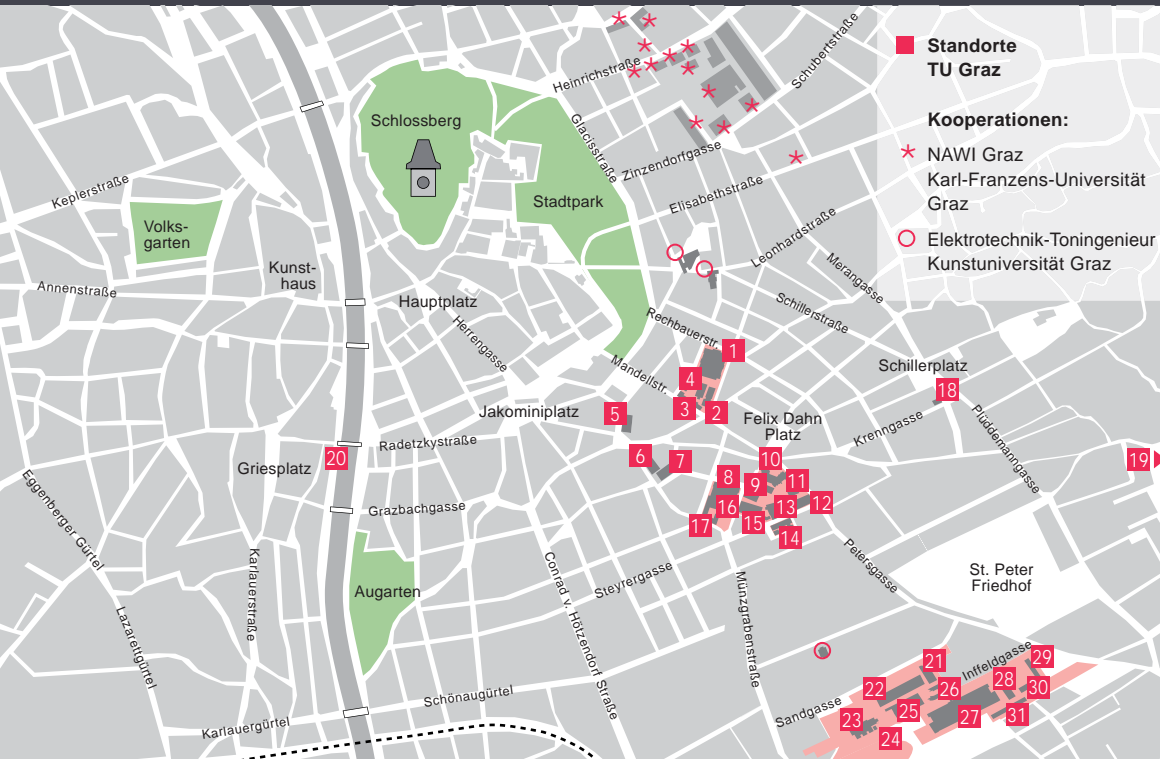 Standorte
TU Graz
Kooperationen:
NAWI Graz
Karl-Franzens-Universität
Graz
Elektrotechnik-Toningenieur
Kunstuniversität Graz
Heinrichstraße
Schubertstraße
Glacisstraße
Zinzendorfgasse
Elisabethstraße
Leonhardstraße
Merangasse
Schillerstraße
Schlossberg
Stadtpark
Keplerstraße
Volks-
garten
Annenstraße
Kunst-
haus
Hauptplatz
Herrengasse
Rechbauerstr.
Mandellstr.
1
4
3
2
5
Jakominiplatz
Felix Dahn
Platz
Schillerplatz
18
Krenngasse
Plüddemanngasse
19
Radetzkystraße
20
Griesplatz
6
7
8
9
10
11
12
13
14
15
16
17
Grazbachgasse
Eggenberger Gürtel
Karlauerstraße
Lazarettgürtel
Augarten
Conrad v. Hötzendorf Straße
Steyrergasse
Münzgrabenstraße
Petersgasse
St. Peter
Friedhof
Schönaugürtel
Karlauergürtel
Sandgasse
Inffeldgasse
21
22
23
24
25
26
27
28
29
30
31